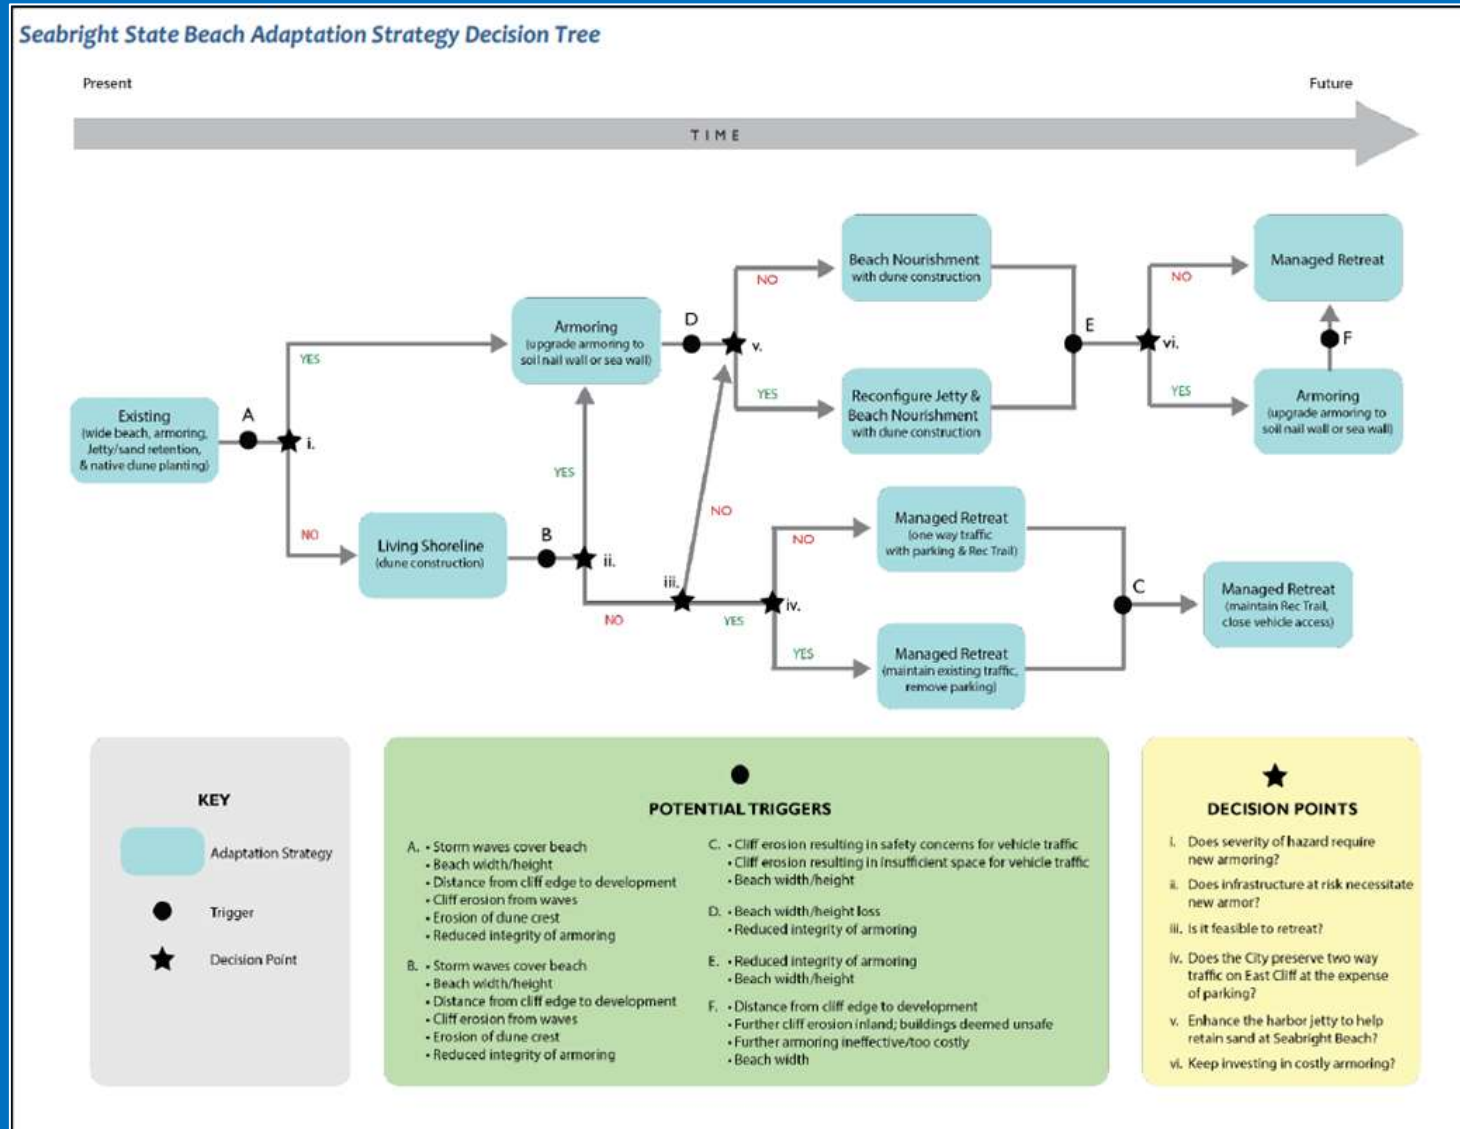 Seabright State Beach Adaptation Strategy Decision Tree
Present
Future
TIME
Existing
(wide beach, armoring,
Jetty/sand retention,
& native dune planting)
A
i.
YES
NO
Armoring
(upgrade armoring to
soil nail wall or sea wall)
Living Shoreline
(dune construction)
B
ii.
YES
NO
iii.
NO
YES
D
v.
NO
YES
Beach Nourishment
with dune construction
Reconfigure Jetty &
Beach Nourishment
with dune construction
E
vi.
NO
YES
Managed Retreat
F
Armoring
(upgrade armoring to
soil nail wall or sea wall)
iv.
NO
YES
Managed Retreat
(one way traffic
with parking & Rec Trail)
Managed Retreat
(maintain existing traffic,
remove parking)
C
Managed Retreat
(maintain Rec Trail,
close vehicle access)
KEY
Adaptation Strategy
Trigger
Decision Point
POTENTIAL TRIGGERS
A. • Storm waves cover beach
• Beach width/height
• Distance from cliff edge to development
• Cliff erosion from waves
• Erosion of dune crest
• Reduced integrity of armoring
B. • Storm waves cover beach
• Beach width/height
• Distance from cliff edge to development
• Cliff erosion from waves
• Erosion of dune crest
• Reduced integrity of armoring
C. • Cliff erosion resulting in safety concerns for vehicle traffic
• Cliff erosion resulting in insufficient space for vehicle traffic
• Beach width/height
D. • Beach width/height loss
• Reduced integrity of armoring
E. • Reduced integrity of armoring
• Beach width/height
F. • Distance from cliff edge to development
• Further cliff erosion inland; buildings deemed unsafe
• Further armoring ineffective/too costly
• Beach width
DECISION POINTS
i. Does severity of hazard require
new armoring?
ii. Does infrastructure at risk necessitate
new armor?
iii. Is it feasible to retreat?
iv. Does the City preserve two way
traffic on East Cliff at the expense
of parking?
v. Enhance the harbor jetty to help
retain sand at Seabright Beach?
vi. Keep investing in costly armoring?